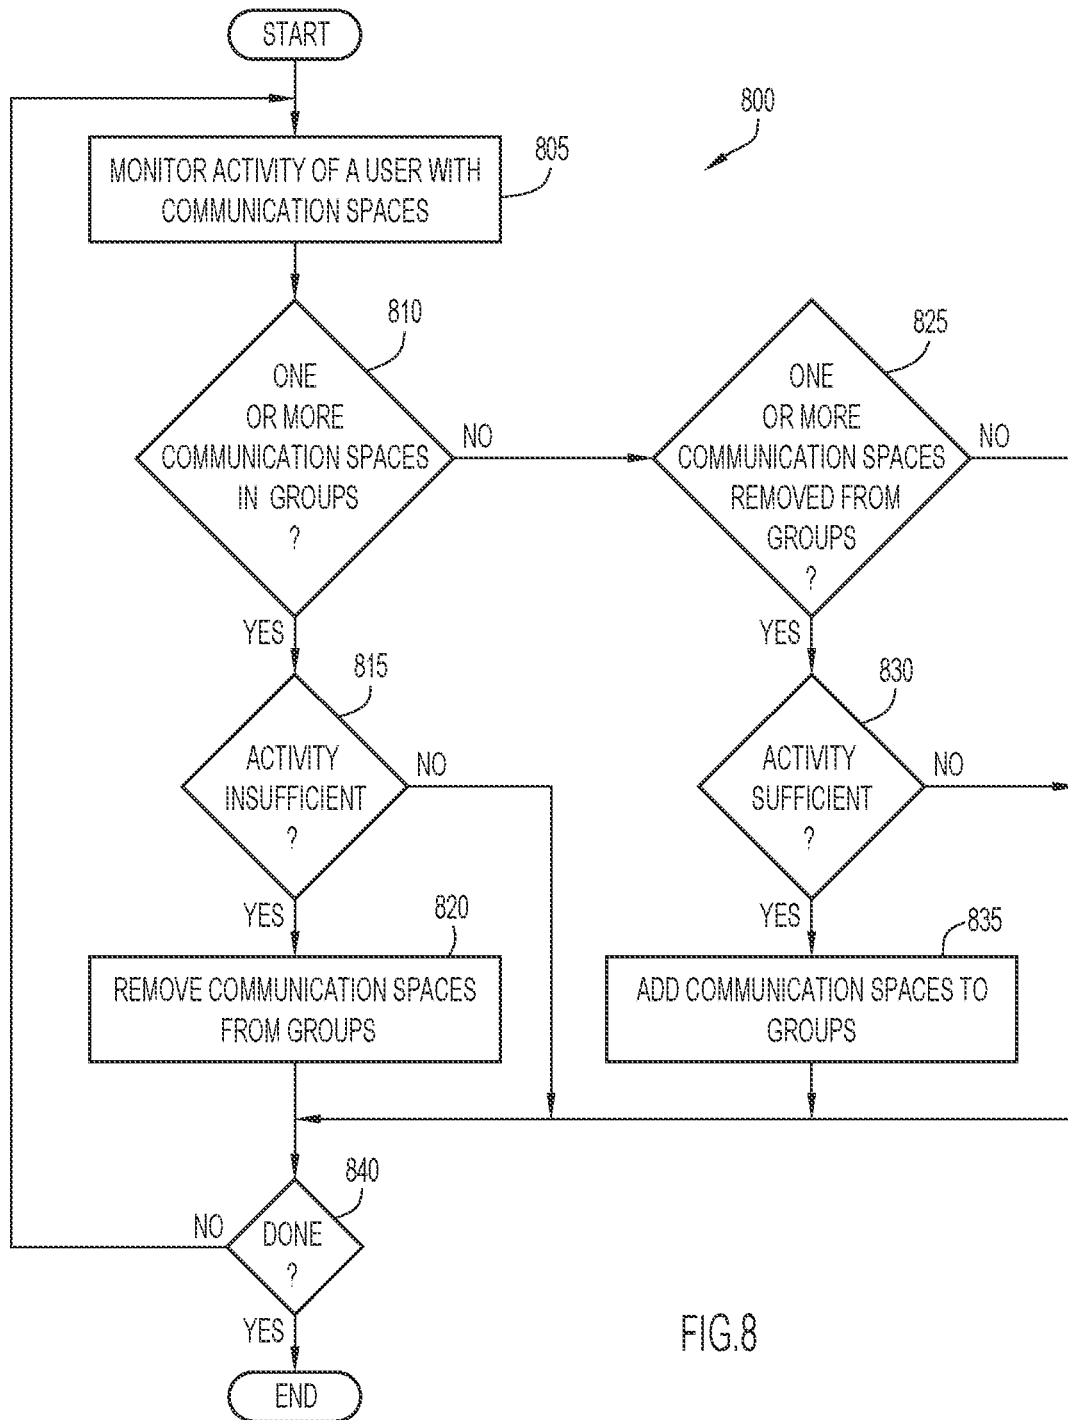 START
800
MONITOR ACTIVITY OF A USER WITH
COMMUNICATION SPACES
805
810
ONE
OR MORE
COMMUNICATION SPACES
IN GROUPS
?
NO
YES
825
ONE
OR MORE
COMMUNICATION SPACES
REMOVED FROM
GROUPS
?
NO
YES
815
ACTIVITY
INSUFFICIENT
?
NO
YES
830
ACTIVITY
SUFFICIENT
?
NO
YES
820
REMOVE COMMUNICATION SPACES
FROM GROUPS
835
ADD COMMUNICATION SPACES TO
GROUPS
840
DONE
?
NO
YES
END
FIG.8